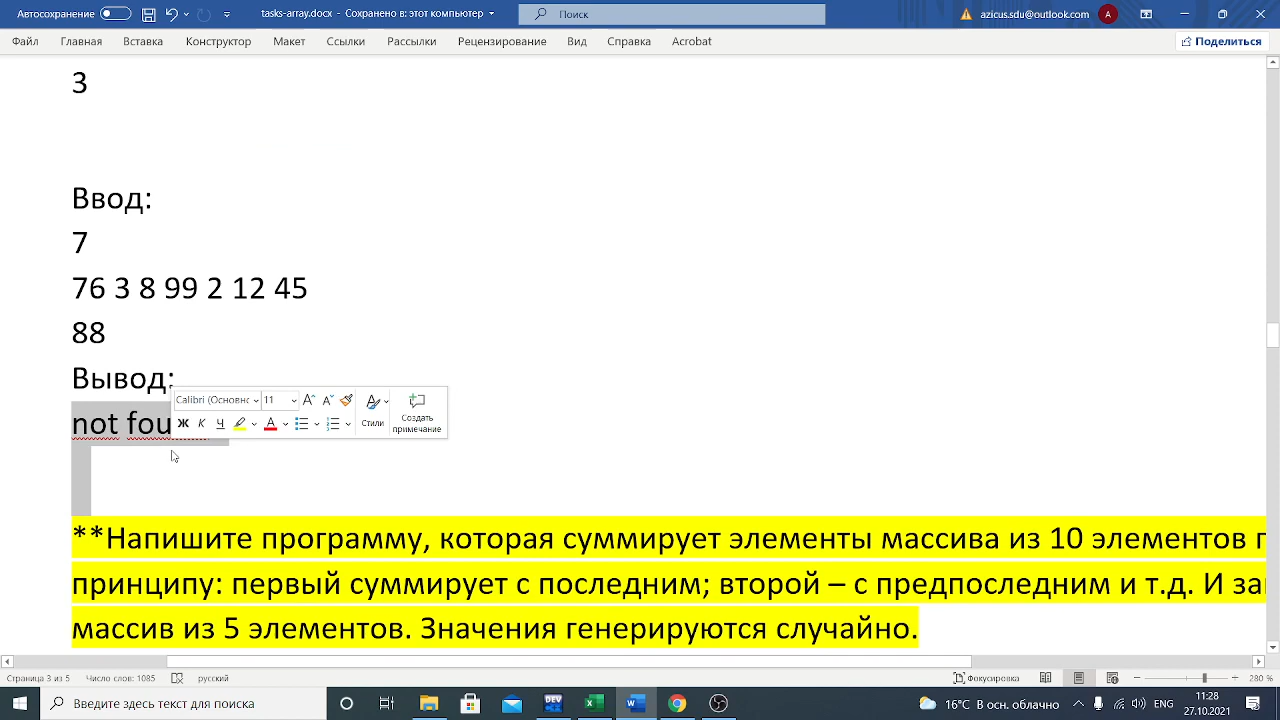 Автосохранение
tasks-array.docx • Сохранено в этот компьютер
Поиск
azicussdu@outlook.com
A
Файл
Главная
Вставка
Конструктор
Макет
Ссылки
Рассылки
Рецензирование
Вид
Справка
Acrobat
Поделиться
3
Ввод:
7
76 3 8 99 2 12 45
88
Вывод:
not fou
Calibri (Основн
11
Ж К Ч
Стили
Создать
примечание
**Напишите программу, которая суммирует элементы массива из 10 элементов
принципу: первый суммирует с последним; второй – с предпоследним и т.д. И
массив из 5 элементов. Значения генерируются случайно.
Страница 3 из 5
Число слов: 1085
русский
Фокусировка
280 %
Введите здесь текст для поиска
DEV
16°C В осн. облачно
РУС
11:28
27.10.2021